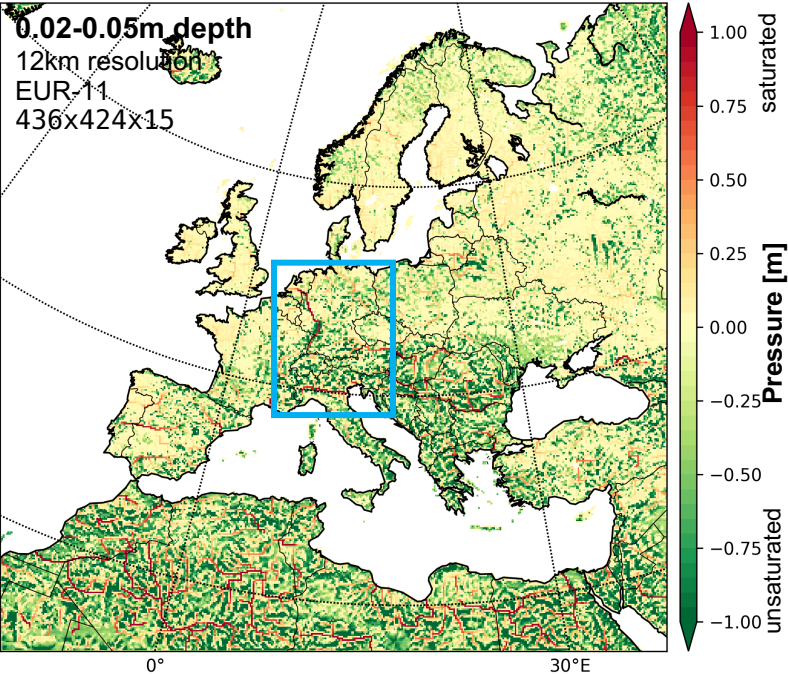 0.02-0.05m depth
12km resolution
EUR-11
436x424x15
0°
30°E
1.00
0.75
0.50
0.25
0.00
−0.25
−0.50
−0.75
−1.00
saturated
Pressure [m]
unsaturated